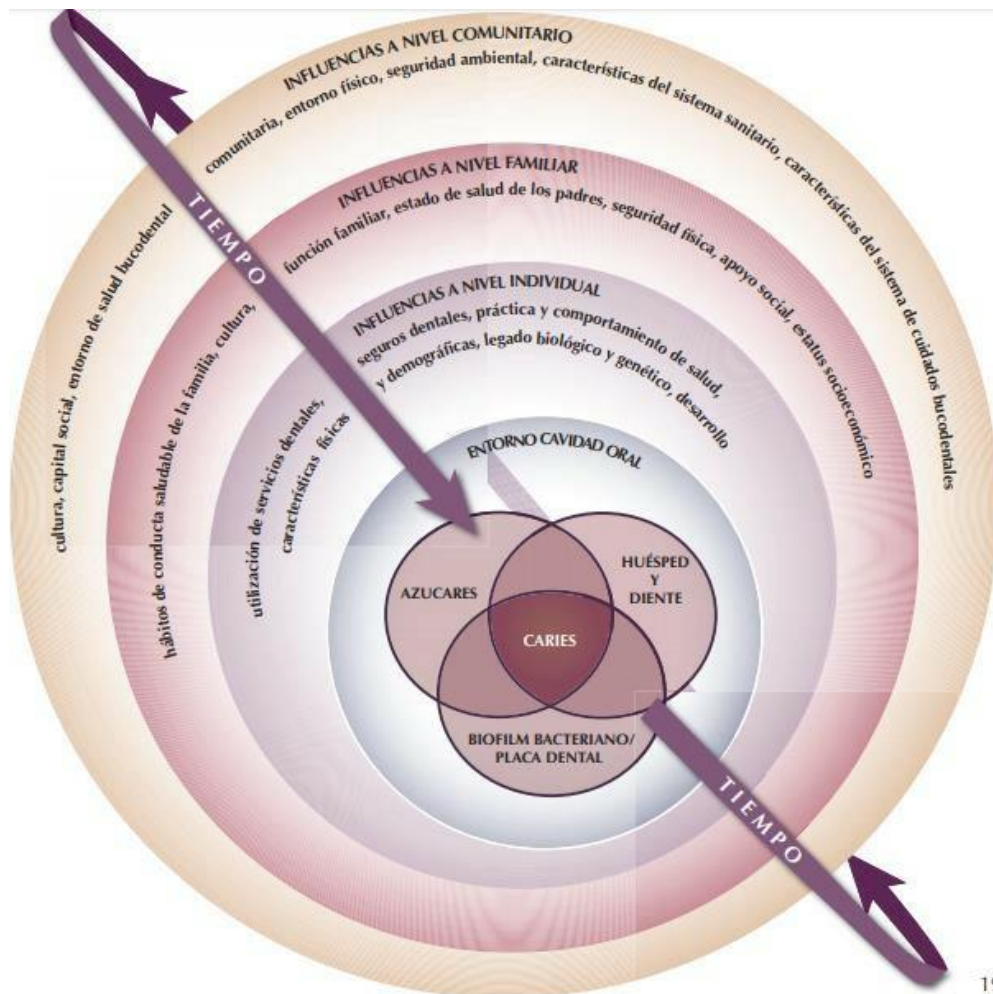 INFLUENCIAS A NIVEL COMUNITARIO
cultura, capital social, entorno de salud bucodental comunitaria, entorno físico, seguridad ambiental, características del sistema sanitario, características del sistema de cuidados bucodentales
INFLUENCIAS A NIVEL FAMILIAR
hábitos de conducta saludable de la familia, cultura, función familiar, estado de salud de los padres, seguridad física, apoyo social, estatus socioeconómico
INFLUENCIAS A NIVEL INDIVIDUAL
utilización de servicios dentales, seguros dentales, práctica y comportamiento de salud,
características físicas y demográficas, legado biológico y genético, desarrollo
ENTORNO CAVIDAD ORAL
TIEMPO
AZUCARES
HUÉSPED
Y
DIENTE
CARIES
BIOFILM BACTERIANO/
PLACA DENTAL
TIEMPO